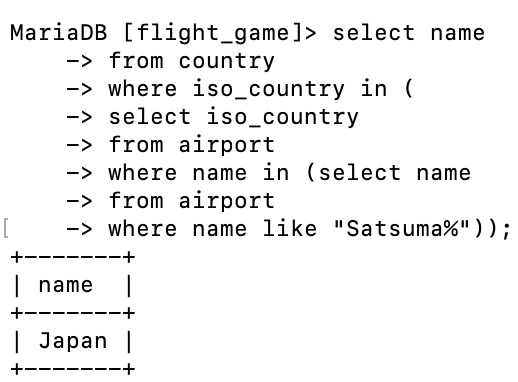 MariaDB [flight_game]> select name
    -> from country
    -> where iso_country in (
    -> select iso_country
    -> from airport
    -> where name in (select name
    -> from airport
[    -> where name like "Satsuma%"));
+-------+
| name  |
+-------+
| Japan |
+-------+